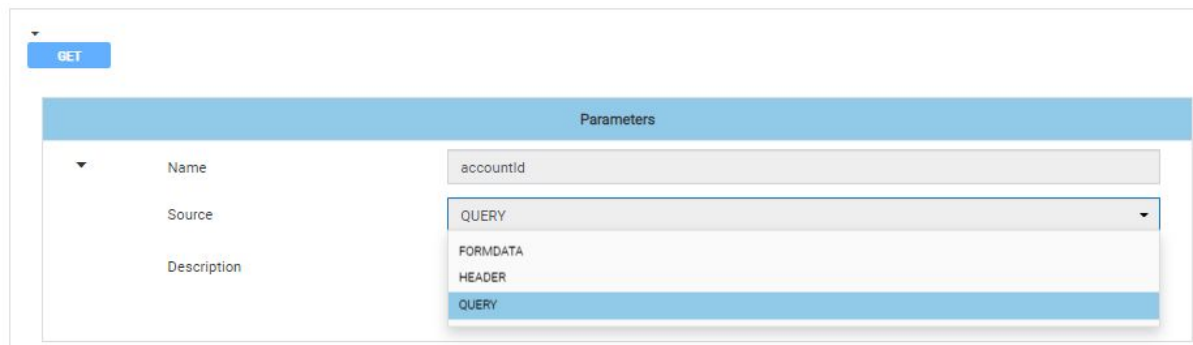 GET
Parameters
Name accountId
Source QUERY
FORMDATA
Description
HEADER
QUERY